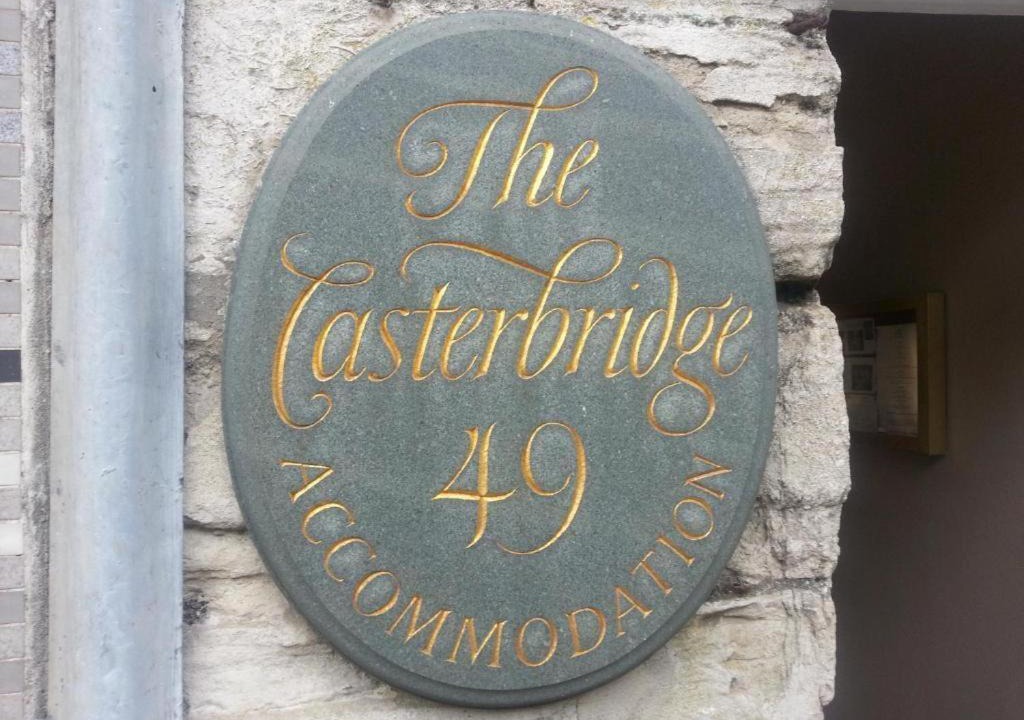 The
Casterbridge
49
ACCOMMODATION